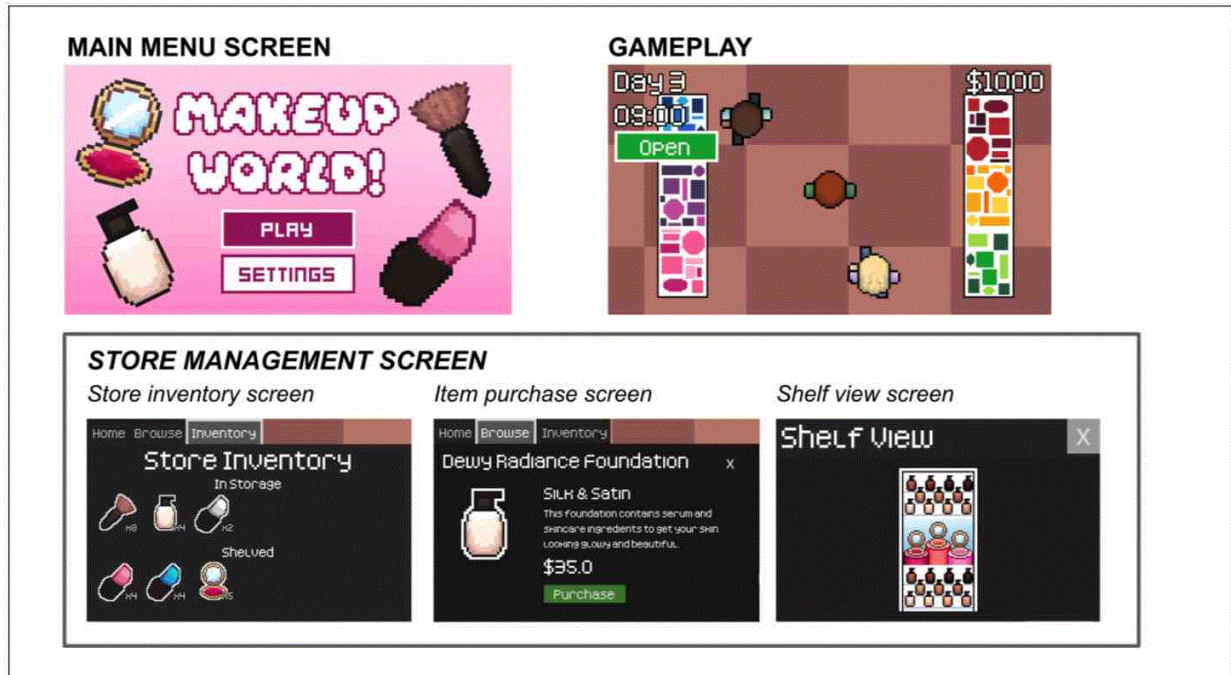 MAIN MENU SCREEN
MAKEUP
WORLD!
PLAY
SETTINGS
GAMEPLAY
Day 3
$1000
09:00
Open
STORE MANAGEMENT SCREEN
Store inventory screen
Home Browse Inventory
Store Inventory
In Storage
x8 x4 x2
Shelved
x4 x4 x5
Item purchase screen
Home Browse Inventory
Dewy Radiance Foundation x
Silk & Satin
This foundation contains serum and
skincare ingredients to get your skin
looking glowy and beautiful.
$35.0
Purchase
Shelf view screen
Shelf View X